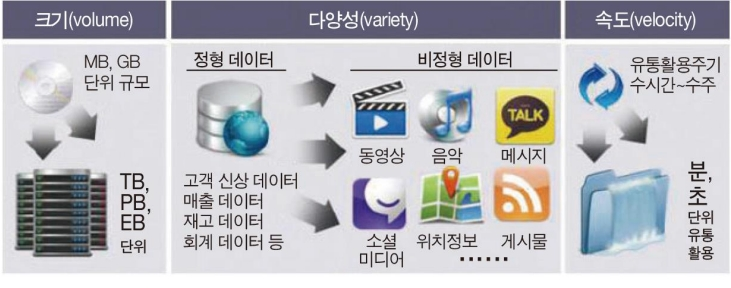 크기(volume)
MB, GB
단위 규모
TB,
PB,
EB
단위
다양성(variety)
정형 데이터
고객 신상 데이터
매출 데이터
재고 데이터
회계 데이터 등
비정형 데이터
동영상
음악
TALK
메시지
소셜
미디어
위치정보
게시물
••••••
속도(velocity)
유통활용주기
수시간~수주
분,
초
단위
유통
활용